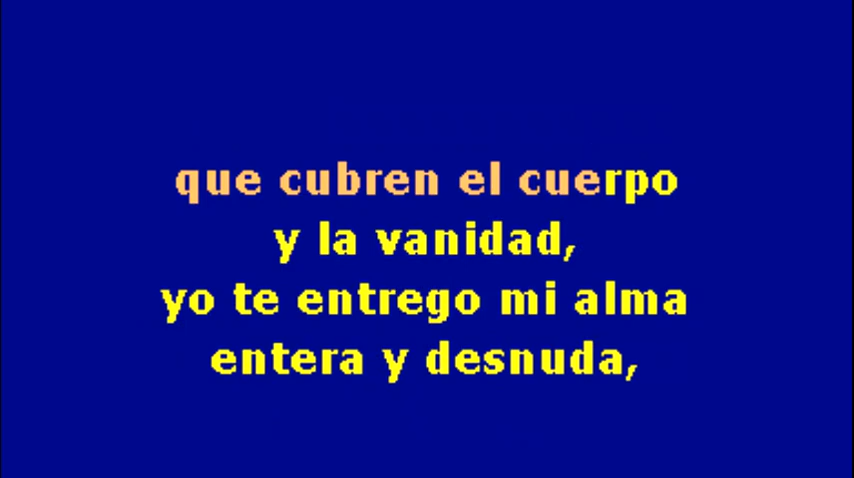 que cubren el cuerpo
y la vanidad,
yo te entrego mi alma
entera y desnuda,